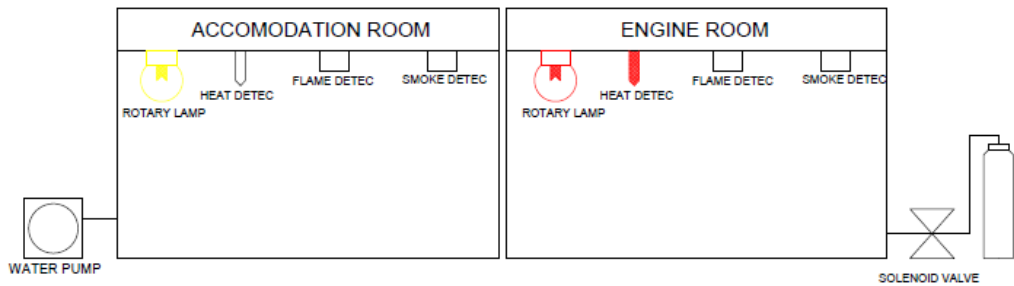 ACCOMODATION ROOM
ENGINE ROOM
ROTARY LAMP
HEAT DETEC
FLAME DETEC
SMOKE DETEC
ROTARY LAMP
HEAT DETEC
FLAME DETEC
SMOKE DETEC
WATER PUMP
SOLENOID VALVE